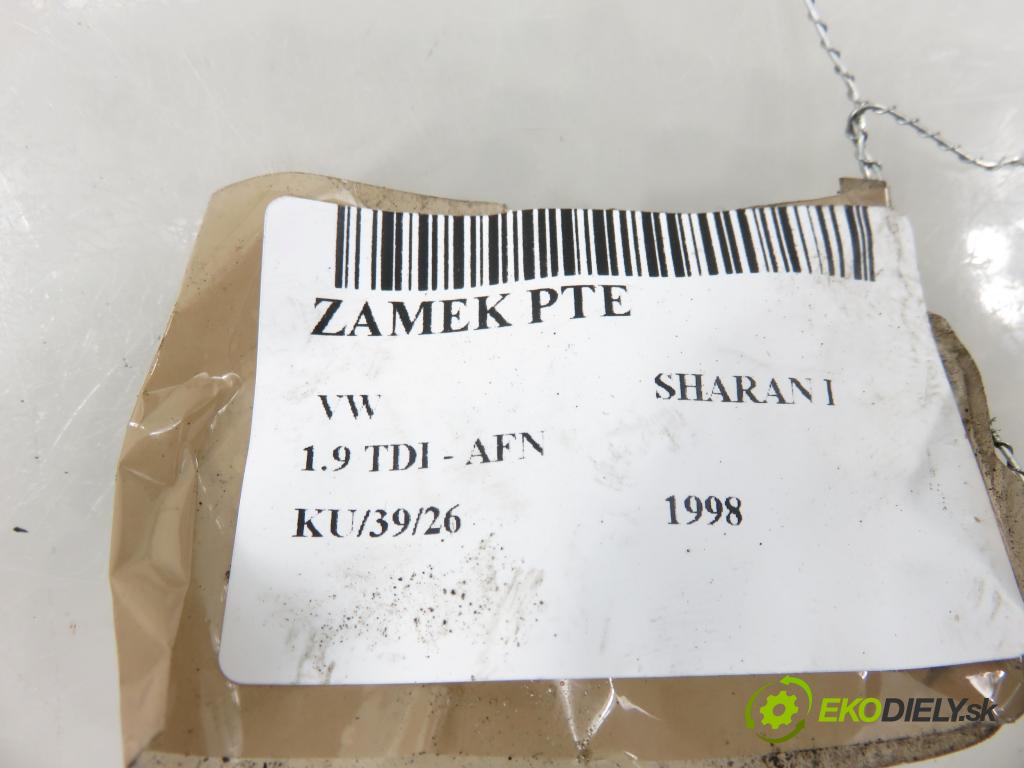 ZAMEK PTE
VW SHARAN I
1.9 TDI - AFN
KU/39/26 1998
EKODIELY.sk